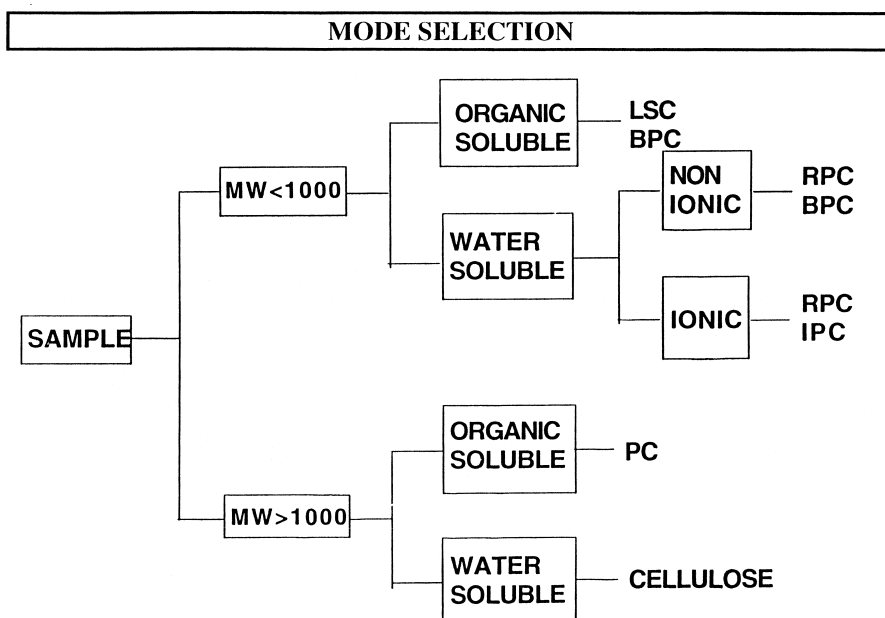 MODE SELECTION
ORGANIC
SOLUBLE
LSC
BPC
MW<1000
NON
IONIC
RPC
BPC
WATER
SOLUBLE
IONIC
RPC
IPC
SAMPLE
ORGANIC
SOLUBLE
PC
MW>1000
WATER
SOLUBLE
CELLULOSE